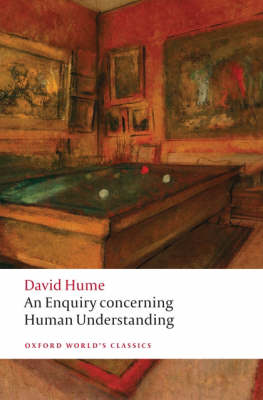 David Hume
An Enquiry concerning
Human Understanding
OXFORD WORLD'S CLASSICS